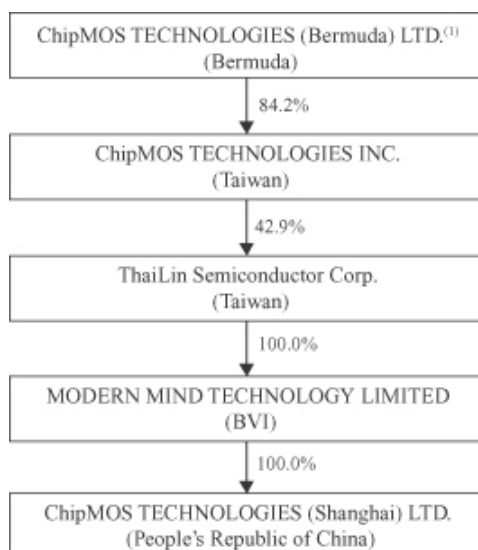 ChipMOS TECHNOLOGIES (Bermuda) LTD.(1)
(Bermuda)
84.2%
ChipMOS TECHNOLOGIES INC.
(Taiwan)
42.9%
ThaiLin Semiconductor Corp.
(Taiwan)
100.0%
MODERN MIND TECHNOLOGY LIMITED
(BVI)
100.0%
ChipMOS TECHNOLOGIES (Shanghai) LTD.
(People's Republic of China)